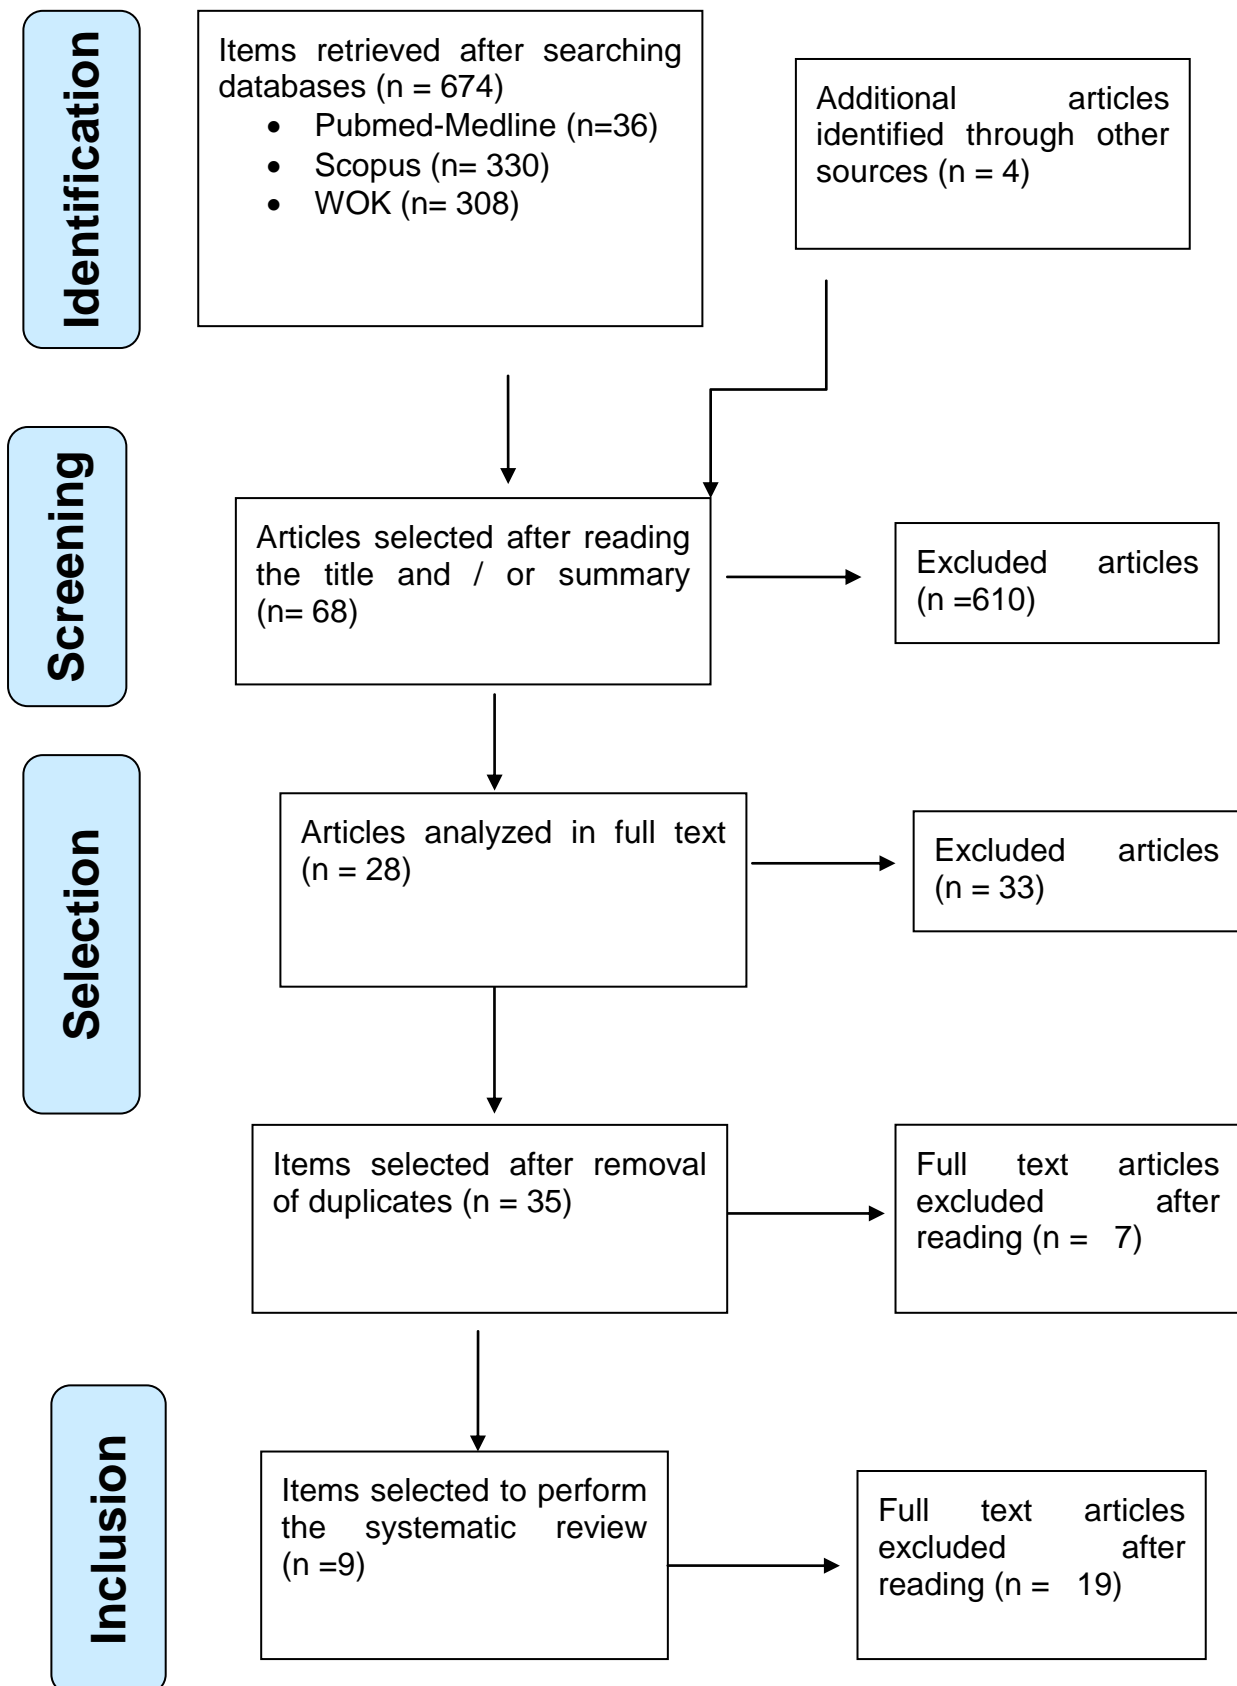 Identification
Items retrieved after searching
databases (n = 674)
• Pubmed-Medline (n=36)
• Scopus (n= 330)
• WOK (n= 308)
Additional articles
identified through other
sources (n = 4)
Screening
Articles selected after reading
the title and / or summary
(n= 68)
Excluded articles
(n =610)
Selection
Articles analyzed in full text
(n = 28)
Excluded articles
(n = 33)
Items selected after removal
of duplicates (n = 35)
Full text articles
excluded after
reading (n = 7)
Inclusion
Items selected to perform
the systematic review
(n =9)
Full text articles
excluded after
reading (n = 19)